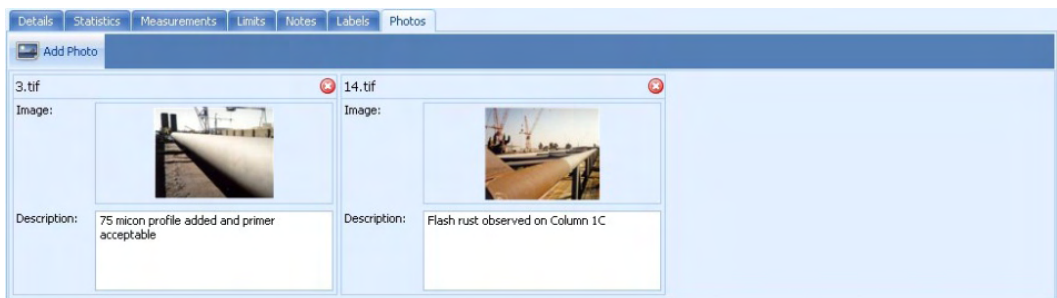 Details Statistics Measurements Limits Notes Labels Photos
Add Photo
3.tif
Image:
Description:
75 micon profile added and primer
acceptable
14.tif
Image:
Description:
Flash rust observed on Column 1C